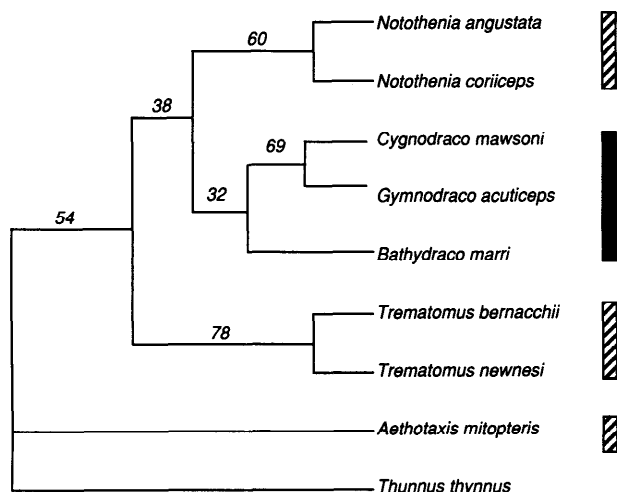 Notothenia angustata
60
Notothenia coriiceps
38
Cygnodraco mawsoni
69
Gymnodraco acuticeps
32
54
Bathydraco marri
Trematomus bernacchii
78
Trematomus newnesi
Aethotaxis mitopteris
Thunnus thynnus